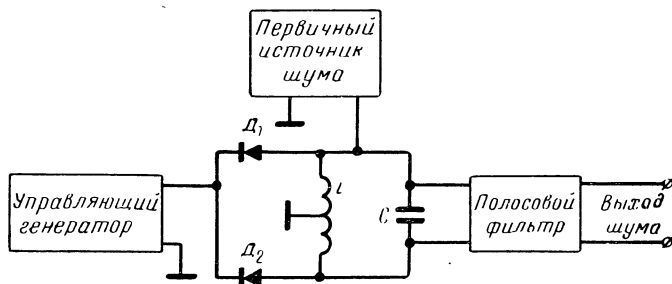 Первичный
источник
шума
Д1
Управляющий
генератор
L
C
Полосовой
фильтр
Выход
шума
Д2